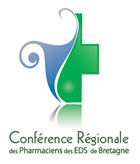 Conférence Régionale
des Pharmaciens des EDS de Bretagne